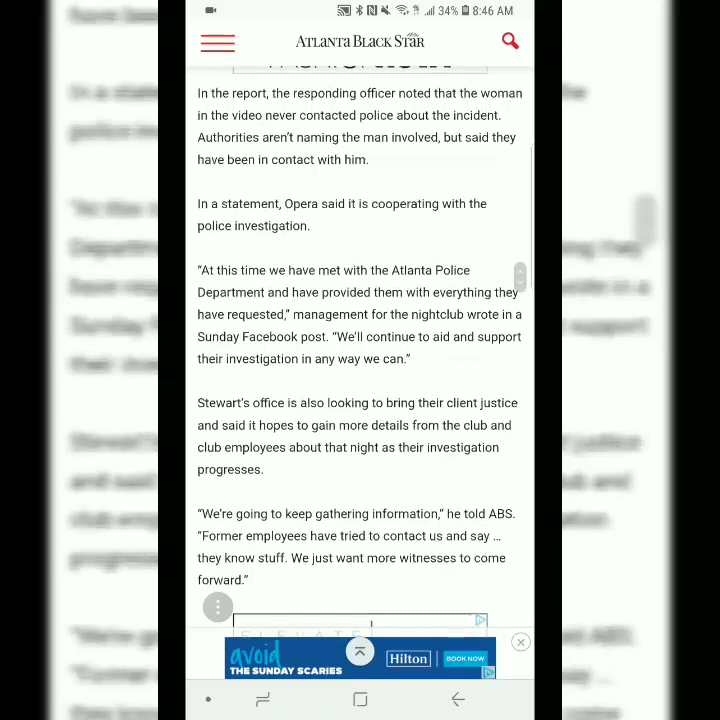 34% 8:46 AM
ATLANTA BLACK STAR
In the report, the responding officer noted that the woman
in the video never contacted police about the incident.
Authorities aren't naming the man involved, but said they
have been in contact with him.
In a statement, Opera said it is cooperating with the
police investigation.
“At this time we have met with the Atlanta Police
Department and have provided them with everything they
have requested,” management for the nightclub wrote in a
Sunday Facebook post. “We'll continue to aid and support
their investigation in any way we can.”
Stewart's office is also looking to bring their client justice
and said it hopes to gain more details from the club and
club employees about that night as their investigation
progresses.
“We're going to keep gathering information,” he told ABS.
“Former employees have tried to contact us and say ...
they know stuff. We just want more witnesses to come
forward.”
ELEVATE
avoid
THE SUNDAY SCARIES
Hilton
BOOK NOW